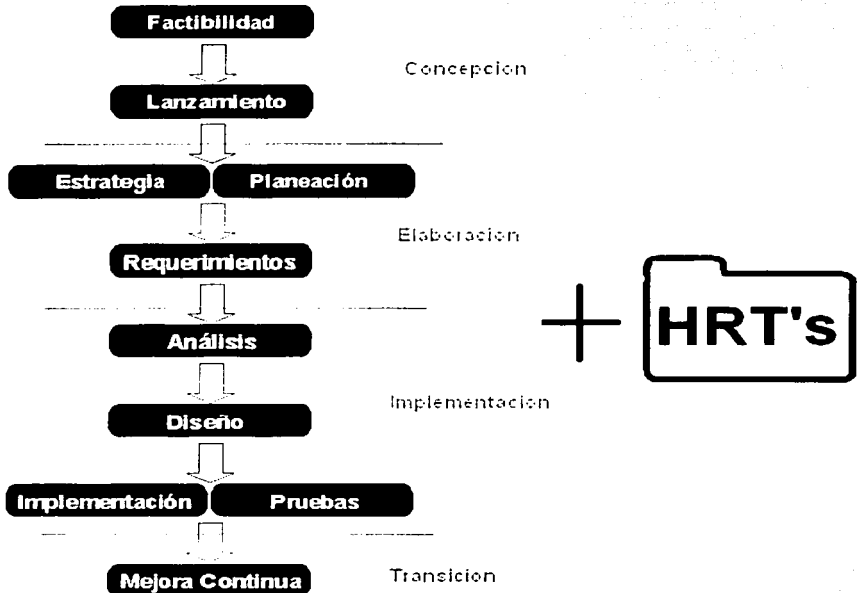 Factibilidad
Concepcion
Lanzamiento
Estrategia Planeación
Elaboracion
Requerimientos
+ HRT's
Análisis
Implementacion
Diseño
Implementación Pruebas
Transicion
Mejora Continua